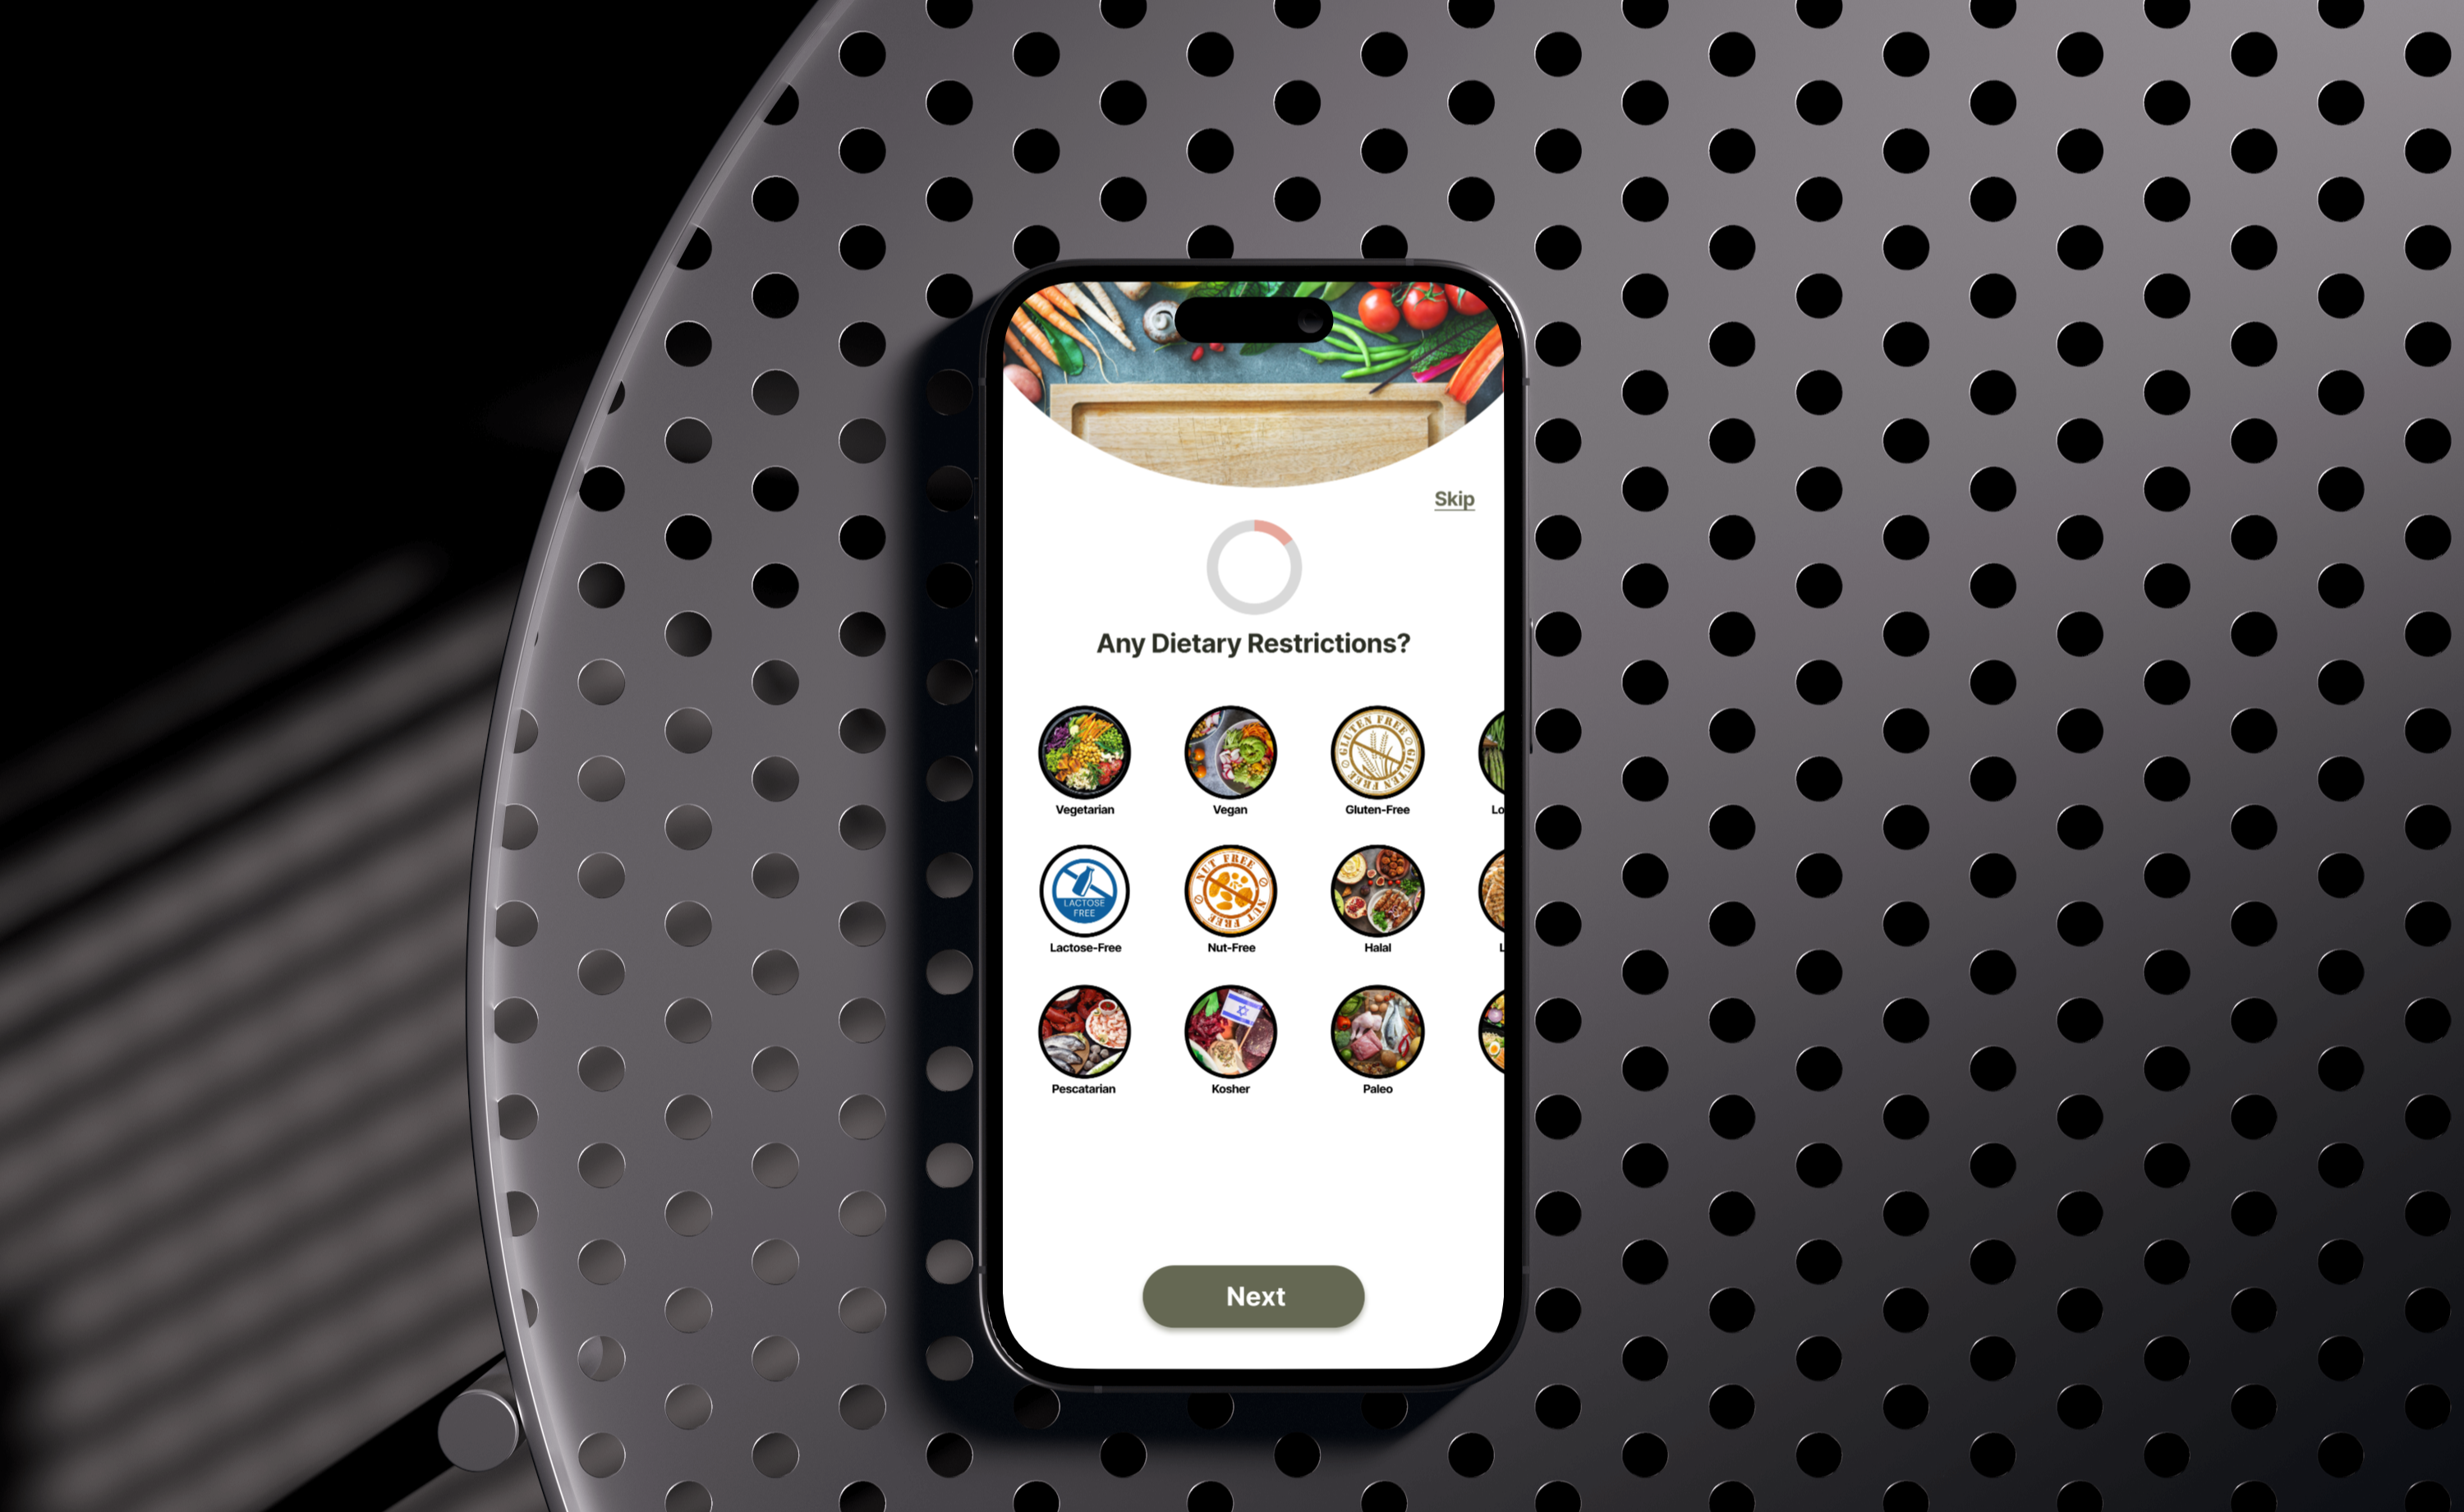 Skip
Any Dietary Restrictions?
Vegetarian
Vegan
GLUTEN FREE
GLUTEN FREE
Gluten-Free
Lo
LACTOSE
FREE
Lactose-Free
NUT FREE
NUT FREE
Nut-Free
Halal
L
Pescatarian
Kosher
Paleo
Next